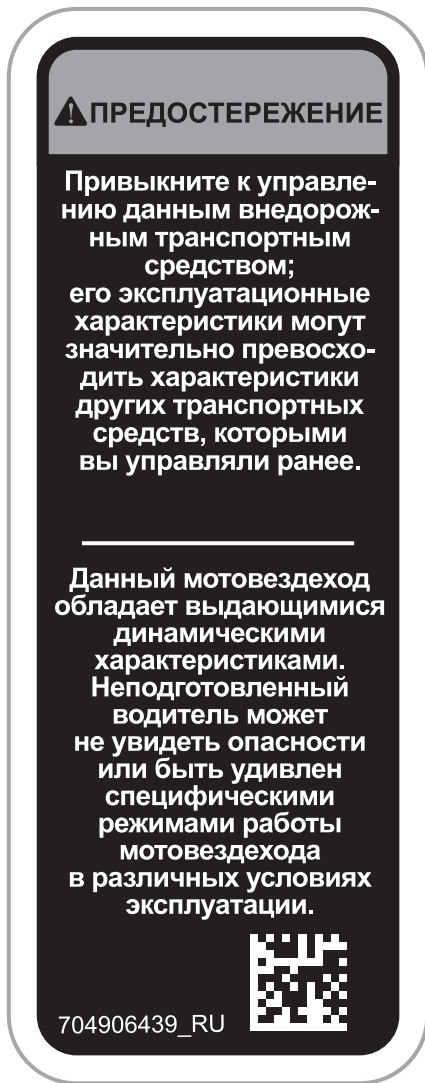 ПРЕДОСТЕРЕЖЕНИЕ
Привыкните к управле-
нию данным внедорож-
ным транспортным
средством;
его эксплуатационные
характеристики могут
значительно превосхо-
дить характеристики
других транспортных
средств, которыми
вы управляли ранее.
Данный мотовездеход
обладает выдающимися
динамическими
характеристиками.
Неподготовленный
водитель может
не увидеть опасности
или быть удивлен
специфическими
режимами работы
мотовездехода
в различных условиях
эксплуатации.
704906439_RU